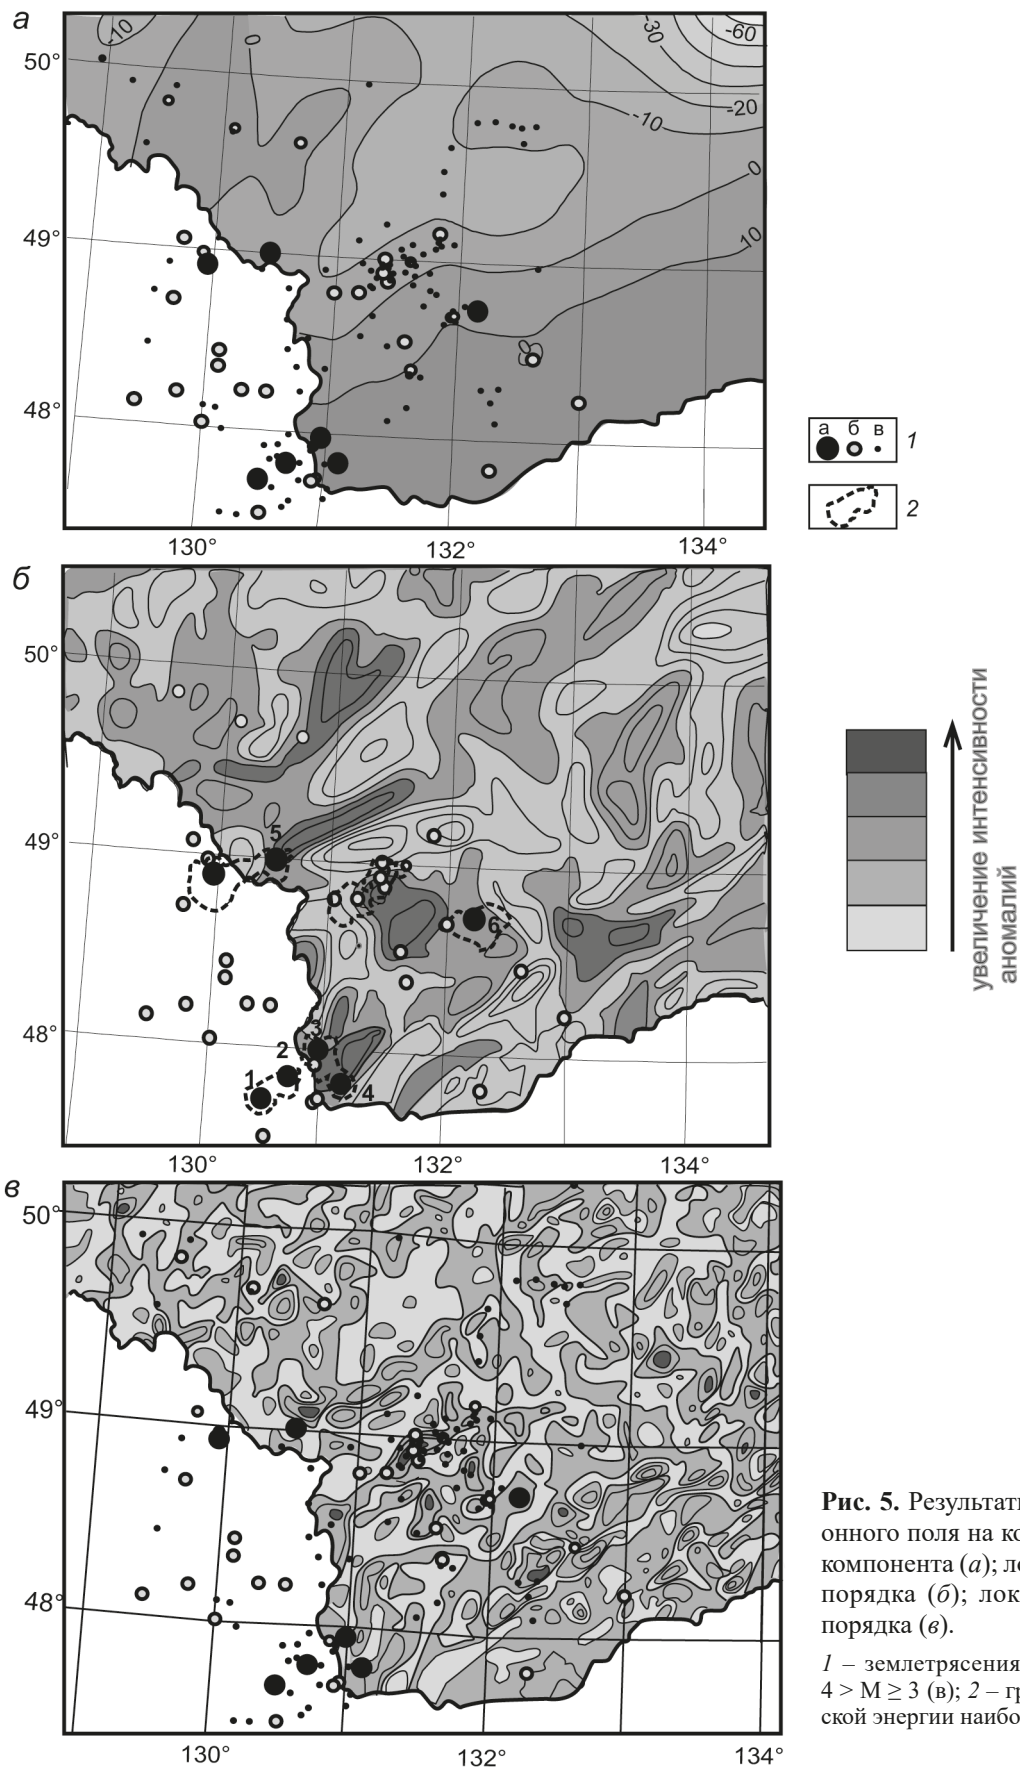 а
50°
49°
48°
-10
0
-30
-60
-20
-10
0
10
0
130°
132°
134°
а б в
1
2
б
50°
49°
48°
5
6
3
2
1
4
130°
132°
134°
увеличение интенсивности
аномалий
в
50°
49°
48°
130°
132°
134°
Рис. 5. Результать
онного поля на ко
компонента (а); ло
порядка (б); лок
порядка (в).
1 – землетрясения
4 > M ≥ 3 (в); 2 – гр
ской энергии наибо